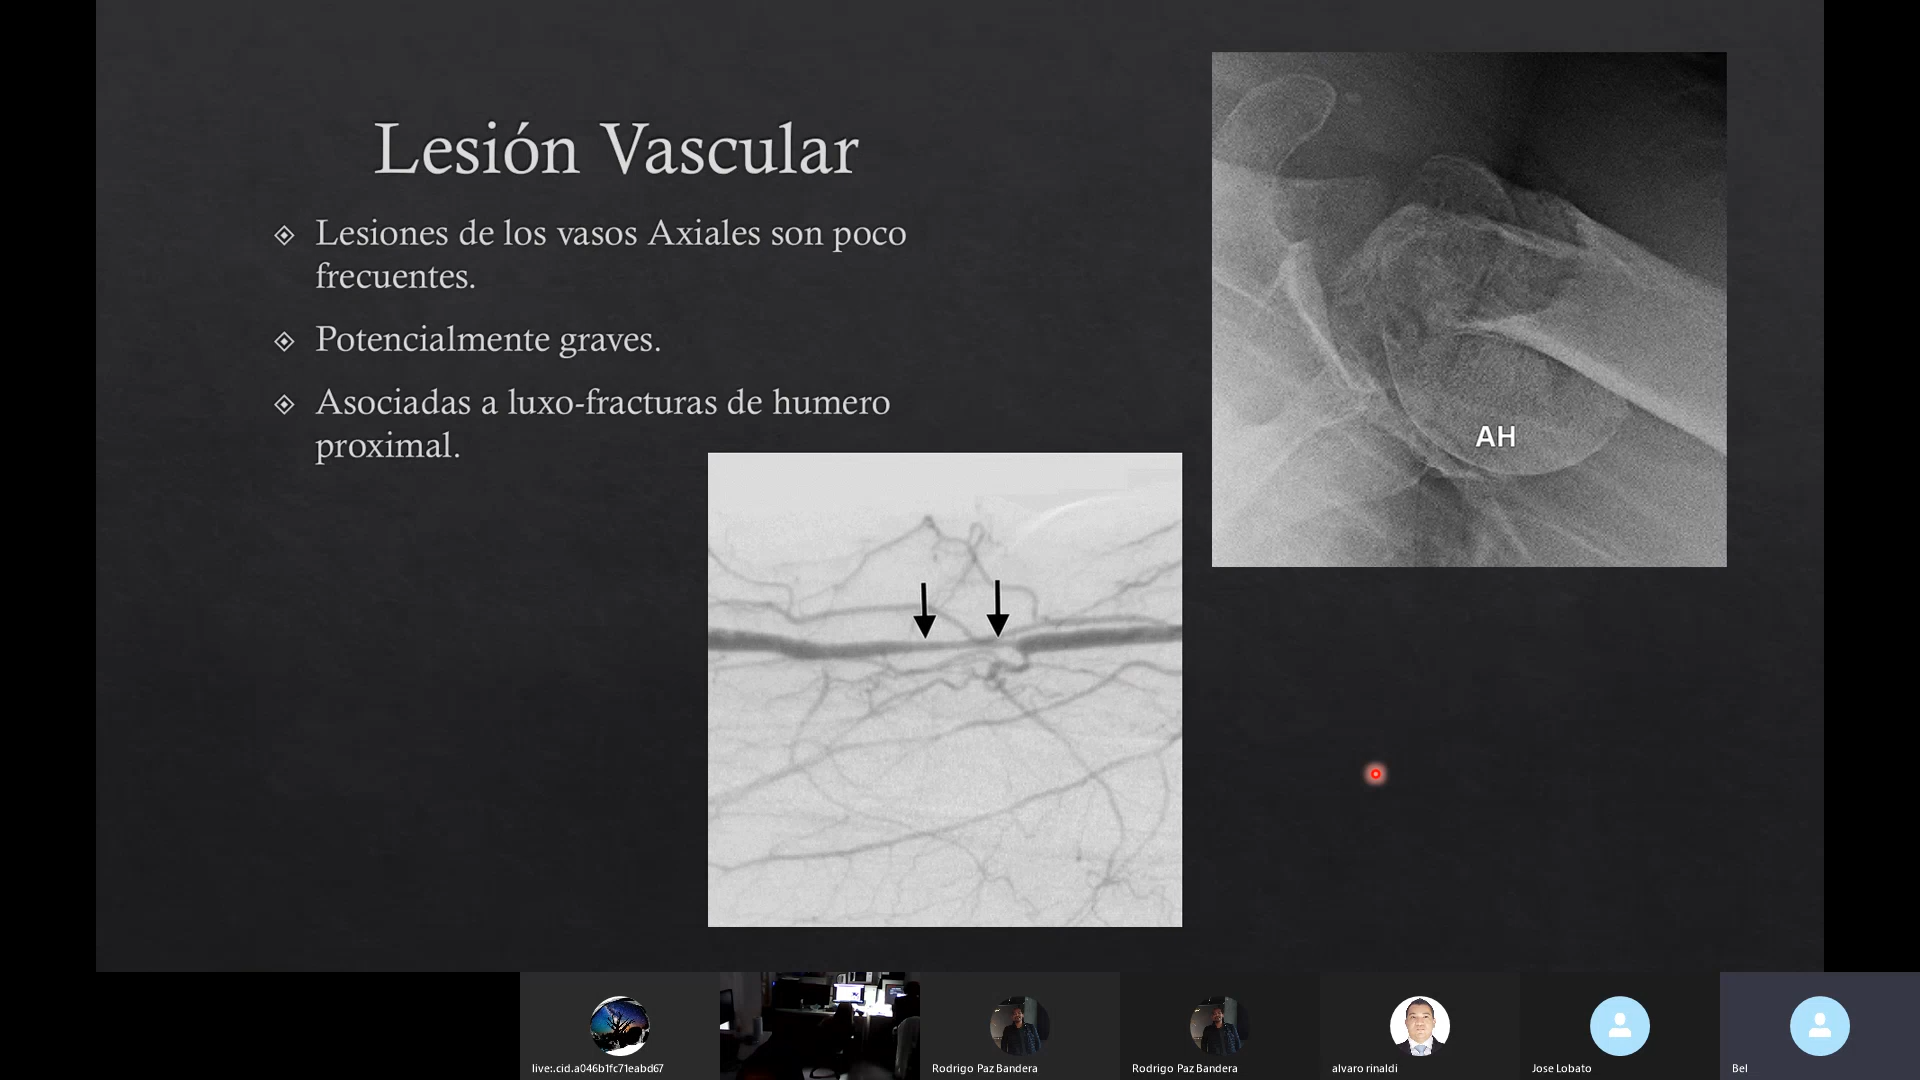 Lesión Vascular
Lesiones de los vasos Axiales son poco
frecuentes.
Potencialmente graves.
Asociadas a luxo-fracturas de humero
proximal.
AH
live:.cid.a046b1fc71eabd67
Rodrigo Paz Bandera
Rodrigo Paz Bandera
alvaro rinaldi
Jose Lobato
Bel